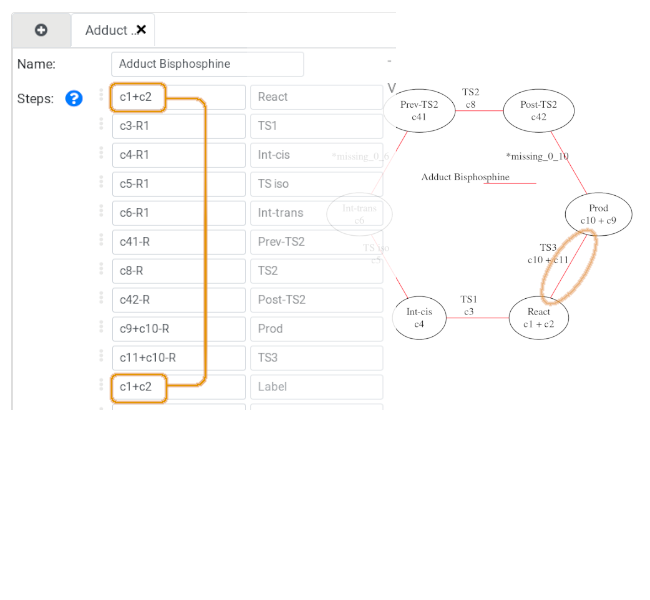 Adduct ..
Name: Adduct Bisphosphine
Steps: ? c1+c2 React
c3-R1 TS1
c4-R1 Int-cis
c5-R1 TS iso
c6-R1 Int-trans
c41-R Prev-TS2
c8-R TS2
c42-R Post-TS2
c9+c10-R Prod
c11+c10-R TS3
c1+c2 Label
V
TS2
c8
Prev-TS2
c41
Post-TS2
c42
*missing_0_6
*missing_0_10
Adduct Bisphosphine
Int-trans
c6
Prod
c10 + c9
TS iso
c5
TS3
c10 + c11
TS1
c3
Int-cis
c4
React
c1 + c2